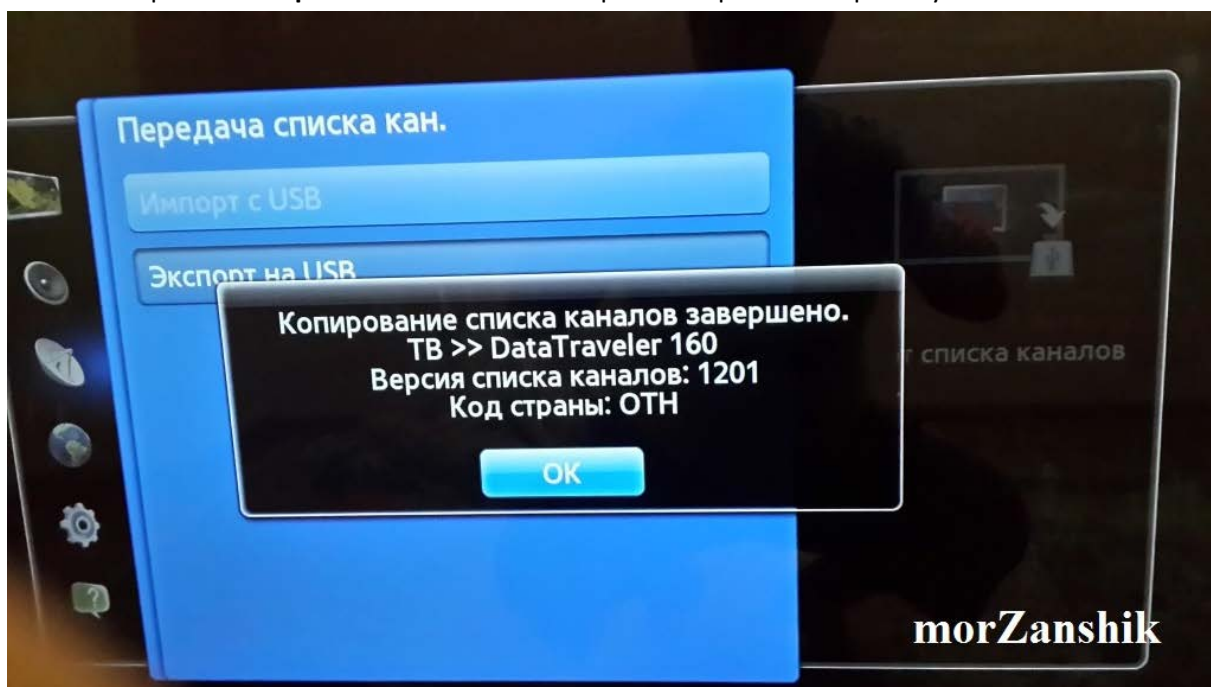 Передача списка кан.
Импорт с USB
Экспорт на USB
Копирование списка каналов завершено.
ТВ >> DataTraveler 160
Версия списка каналов: 1201
Код страны: OTH
OK
списка каналов
morZanshik